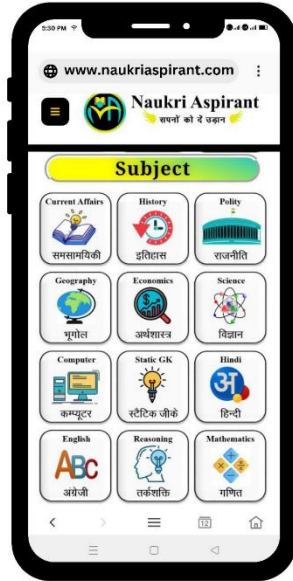 5:30 PM
www.naukriaspirant.com
Naukri Aspirant
सपनों को दें उड़ान
Subject
Current Affairs
समसामयिकी
History
इतिहास
Polity
राजनीति
Geography
भूगोल
Economics
अर्थशास्त्र
Science
विज्ञान
Computer
कम्प्यूटर
Static GK
स्टैटिक जीके
Hindi
अ
हिन्दी
English
ABC
अंग्रेजी
Reasoning
तर्कशक्ति
Mathematics
गणित
12